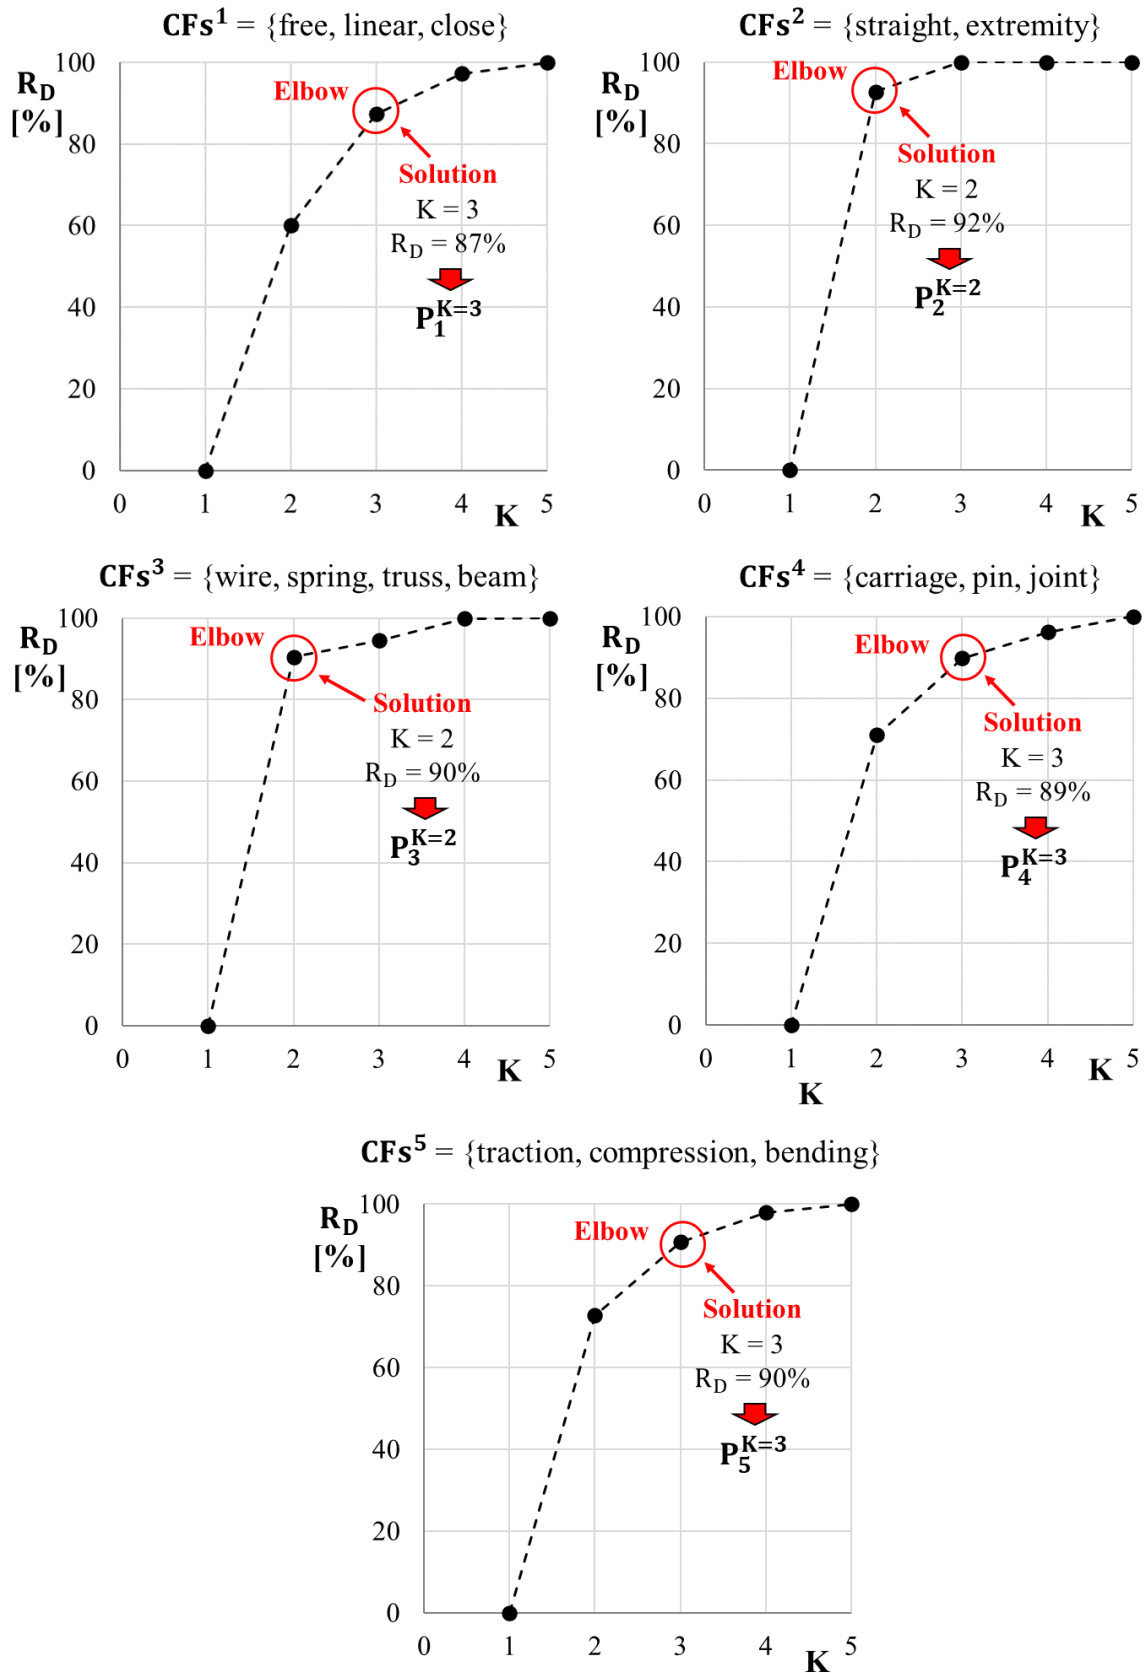 CFs¹ = {free, linear, close}
R_D
[%]
100
80
60
40
20
0
0 1 2 3 4 5
K
Elbow
Solution
K = 3
R_D = 87%
P₁^K=3
CFs² = {straight, extremity}
R_D
[%]
100
80
60
40
20
0
0 1 2 3 4 5
K
Elbow
Solution
K = 2
R_D = 92%
P₂^K=2
CFs³ = {wire, spring, truss, beam}
R_D
[%]
100
80
60
40
20
0
0 1 2 3 4 5
K
Elbow
Solution
K = 2
R_D = 90%
P₃^K=2
CFs⁴ = {carriage, pin, joint}
R_D
[%]
100
80
60
40
20
0
0 1 2 3 4 5
K
K
Elbow
Solution
K = 3
R_D = 89%
P₄^K=3
CFs⁵ = {traction, compression, bending}
R_D
[%]
100
80
60
40
20
0
0 1 2 3 4 5
K
Elbow
Solution
K = 3
R_D = 90%
P₅^K=3